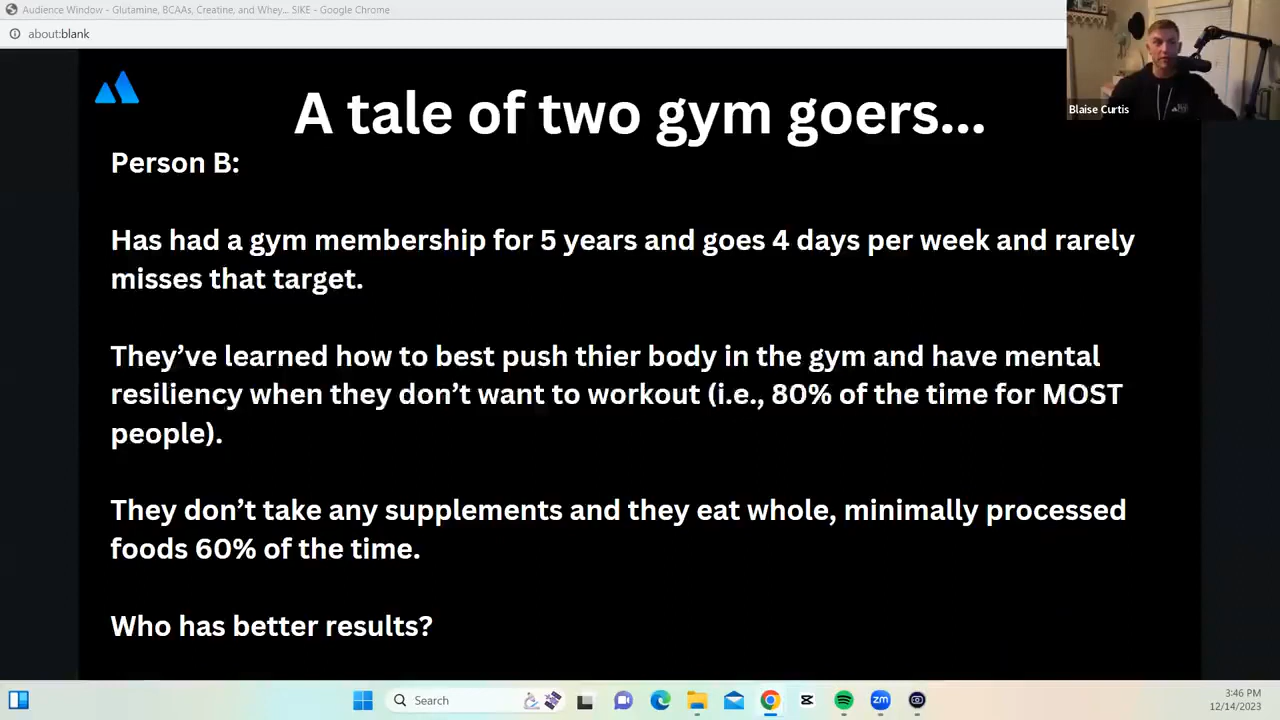 Audience Window - Glutamine, BCAAs, Creatine, and Whey... SIKE - Google Chrome
about:blank
A tale of two gym goers...
Blaise Curtis
Person B:
Has had a gym membership for 5 years and goes 4 days per week and rarely
misses that target.
They’ve learned how to best push thier body in the gym and have mental
resiliency when they don’t want to workout (i.e., 80% of the time for MOST
people).
They don’t take any supplements and they eat whole, minimally processed
foods 60% of the time.
Who has better results?
Search
zm
3:46 PM
12/14/2023